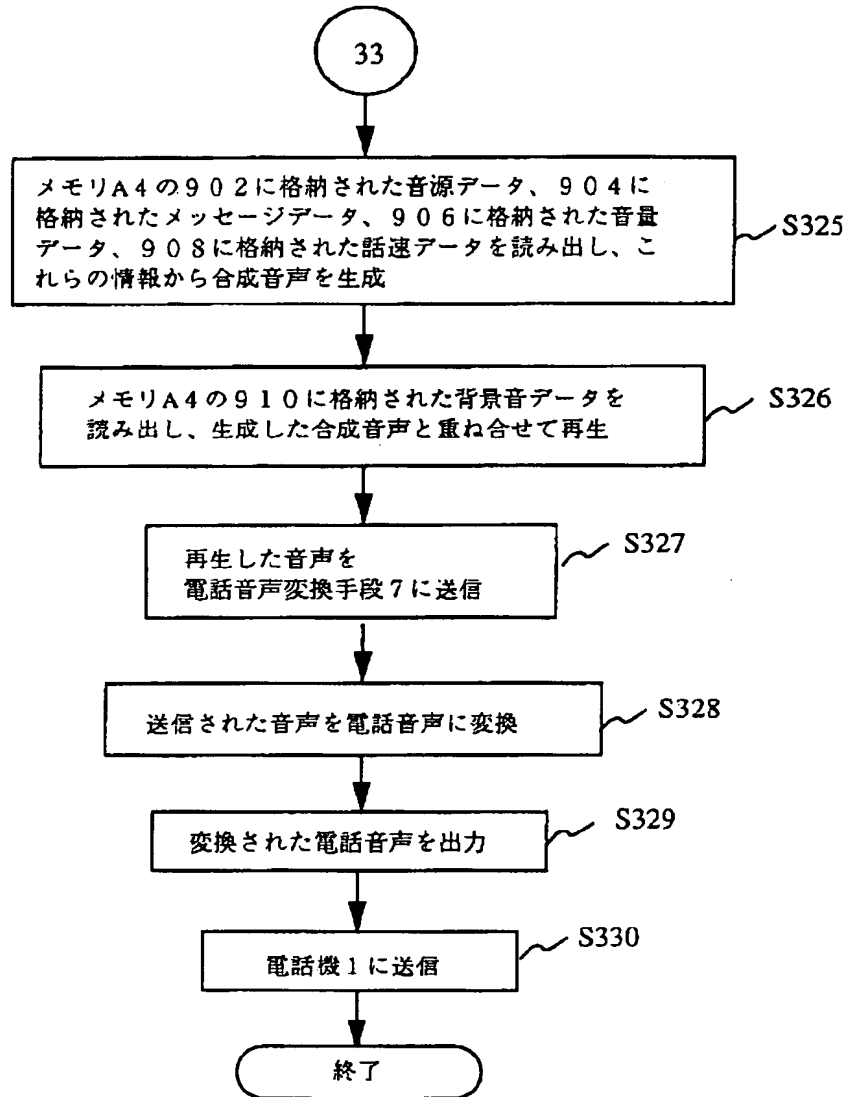 33
メモリA4の902に格納された音源データ、904に
格納されたメッセージデータ、906に格納された音量
データ、908に格納された話速データを読み出し、こ
れらの情報から合成音声を生成
S325
メモリA4の910に格納された背景音データを
読み出し、生成した合成音声と重ね合せて再生
S326
再生した音声を
電話音声変換手段7に送信
S327
送信された音声を電話音声に変換
S328
変換された電話音声を出力
S329
電話機1に送信
S330
終了